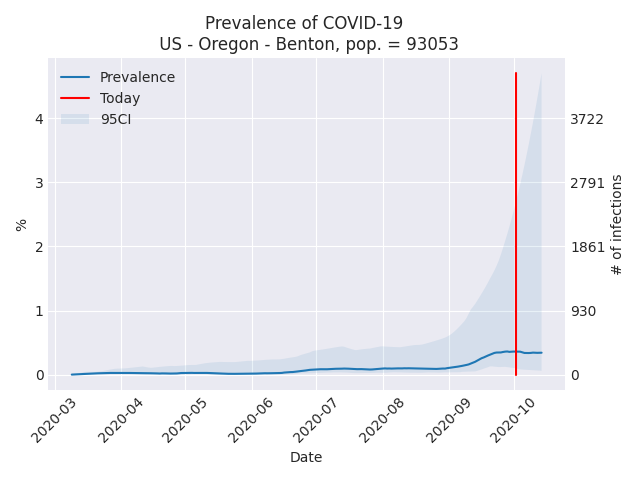 Prevalence of COVID-19
US - Oregon - Benton, pop. = 93053
Prevalence
Today
95CI
4
3
2
1
0
%
3722
2791
1861
930
0
# of infections
2020-03
2020-04
2020-05
2020-06
2020-07
2020-08
2020-09
2020-10
Date